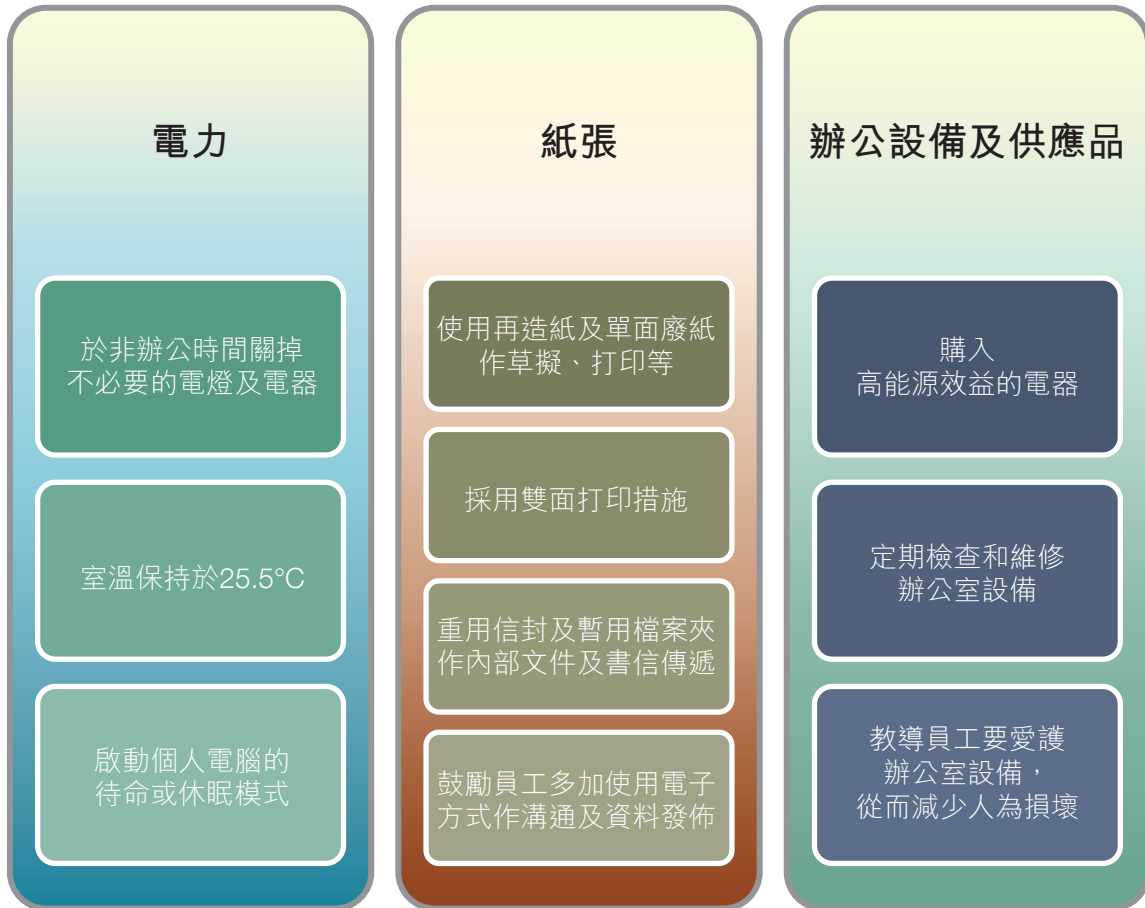 電力
於非辦公時間關掉
不必要的電燈及電器
室溫保持於25.5°C
啟動個人電腦的
待命或休眠模式
紙張
使用再造紙及單面廢紙
作草擬、打印等
採用雙面打印措施
重用信封及暫用檔案夾
作內部文件及書信傳遞
鼓勵員工多加使用電子
方式作溝通及資料發佈
辦公設備及供應品
購入
高能源效益的電器
定期檢查和維修
辦公室設備
教導員工要愛護
辦公室設備，
從而減少人為損壞